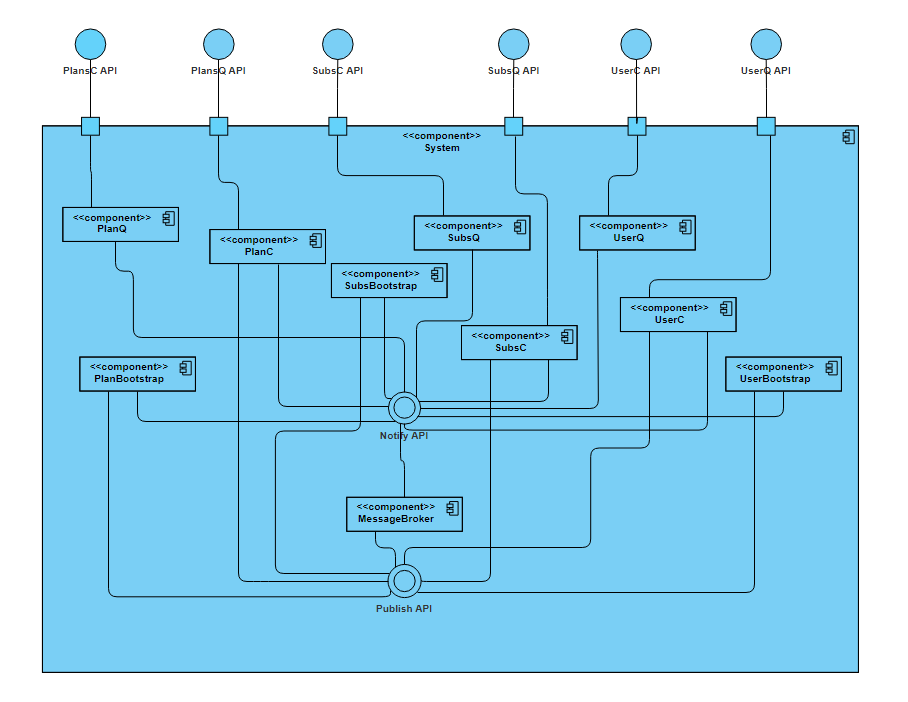 PlansC API
PlansQ API
SubsC API
SubsQ API
UserC API
UserQ API
<<component>>
System
<<component>>
PlanQ
<<component>>
PlanC
<<component>>
SubsQ
<<component>>
UserQ
<<component>>
SubsBootstrap
<<component>>
UserC
<<component>>
SubsC
<<component>>
PlanBootstrap
<<component>>
UserBootstrap
Notify API
<<component>>
MessageBroker
Publish API